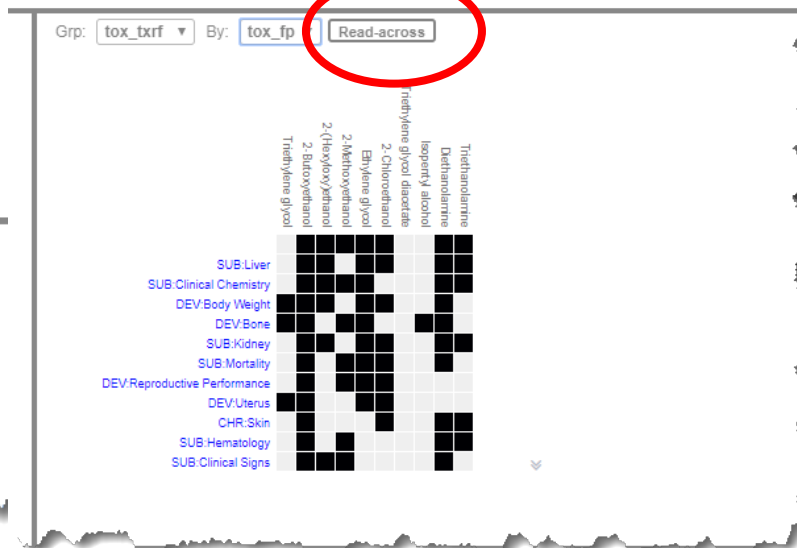 Grp: tox_txrf By: tox_fp Read-across
Triethylene glycol
2-Butoxyethanol
2-(Hexyloxy)ethanol
2-Methoxyethanol
Ethylene glycol
2-Chloroethanol
Triethylene glycol diacetate
Isopentyl alcohol
Diethanolamine
Triethanolamine
SUB:Liver
SUB:Clinical Chemistry
DEV:Body Weight
DEV:Bone
SUB:Kidney
SUB:Mortality
DEV:Reproductive Performance
DEV:Uterus
CHR:Skin
SUB:Hematology
SUB:Clinical Signs